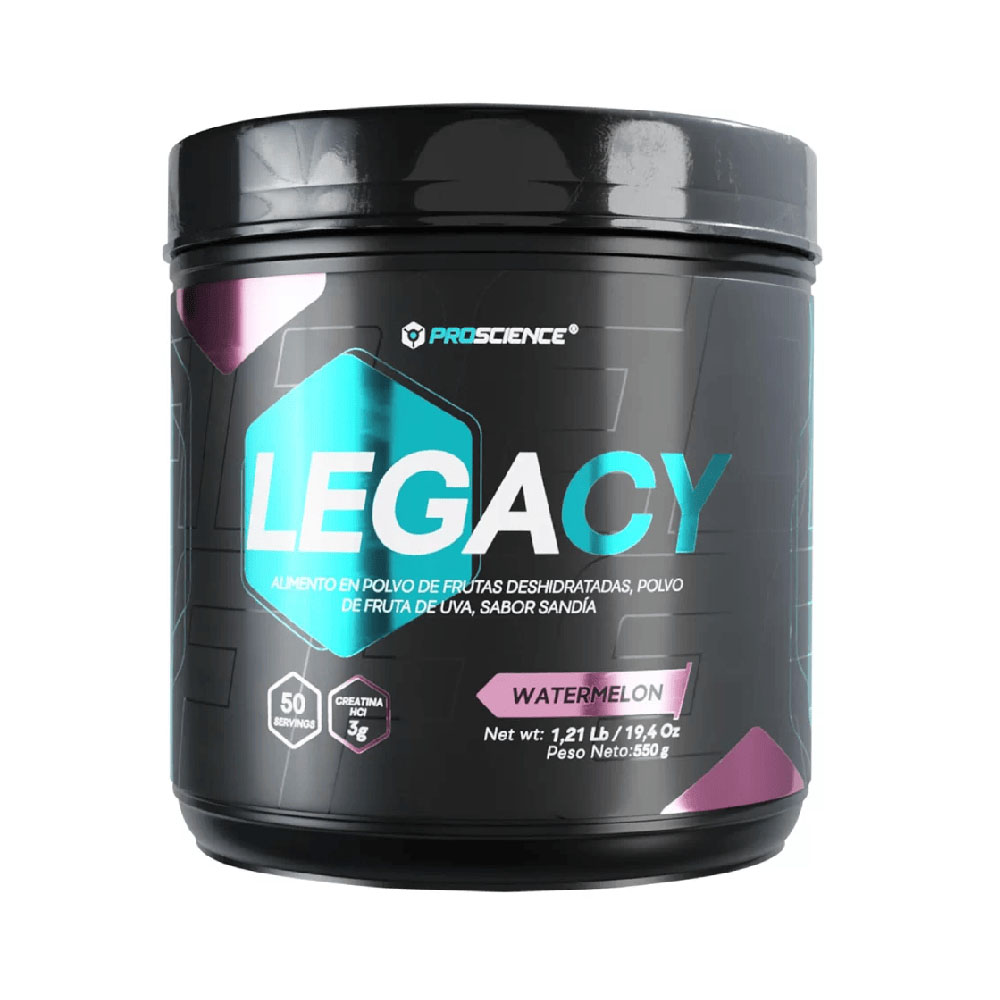 PROSCIENCE®
LEGACY
ALIMENTO EN POLVO DE FRUTAS DESHIDRATADAS, POLVO
DE FRUTA DE UVA, SABOR SANDÍA
50
SERVINGS
CREATINA
HCl
3g
WATERMELON
Net wt: 1,21 Lb / 19,4 Oz
Peso Neto:550 g